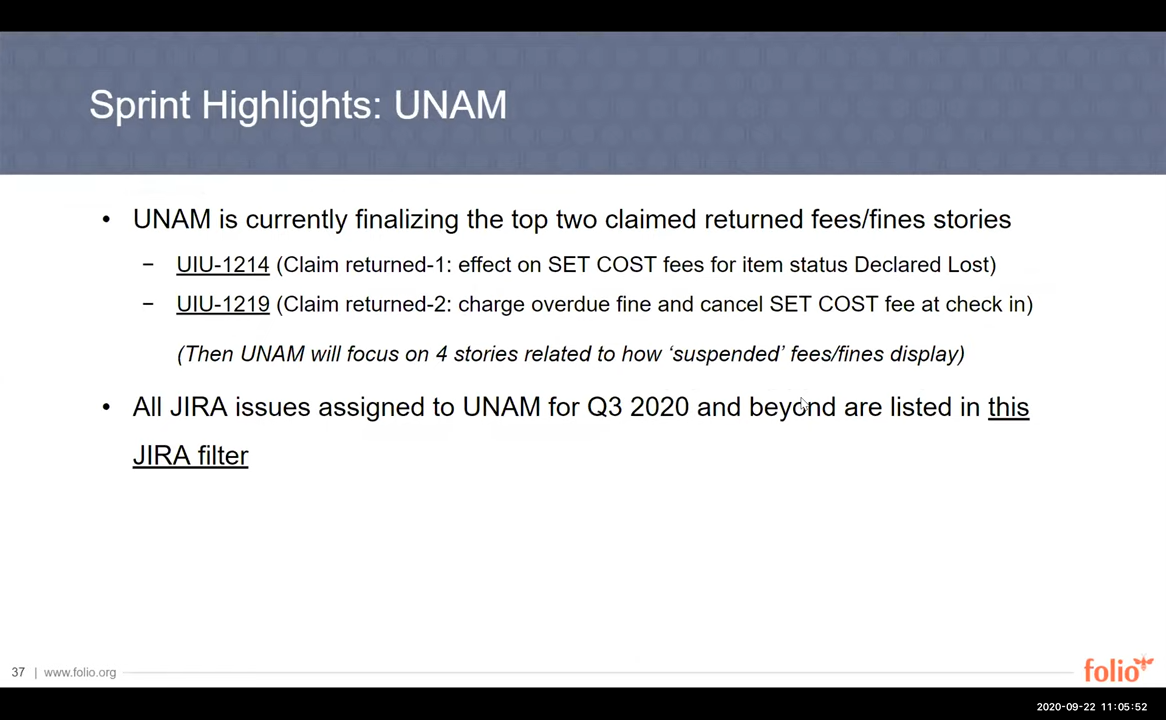 Sprint Highlights: UNAM
• UNAM is currently finalizing the top two claimed returned fees/fines stories
− UIU-1214 (Claim returned-1: effect on SET COST fees for item status Declared Lost)
− UIU-1219 (Claim returned-2: charge overdue fine and cancel SET COST fee at check in)
(Then UNAM will focus on 4 stories related to how ‘suspended’ fees/fines display)
• All JIRA issues assigned to UNAM for Q3 2020 and beyond are listed in this
JIRA filter
37 | www.folio.org
folio
2020-09-22 11:05:52